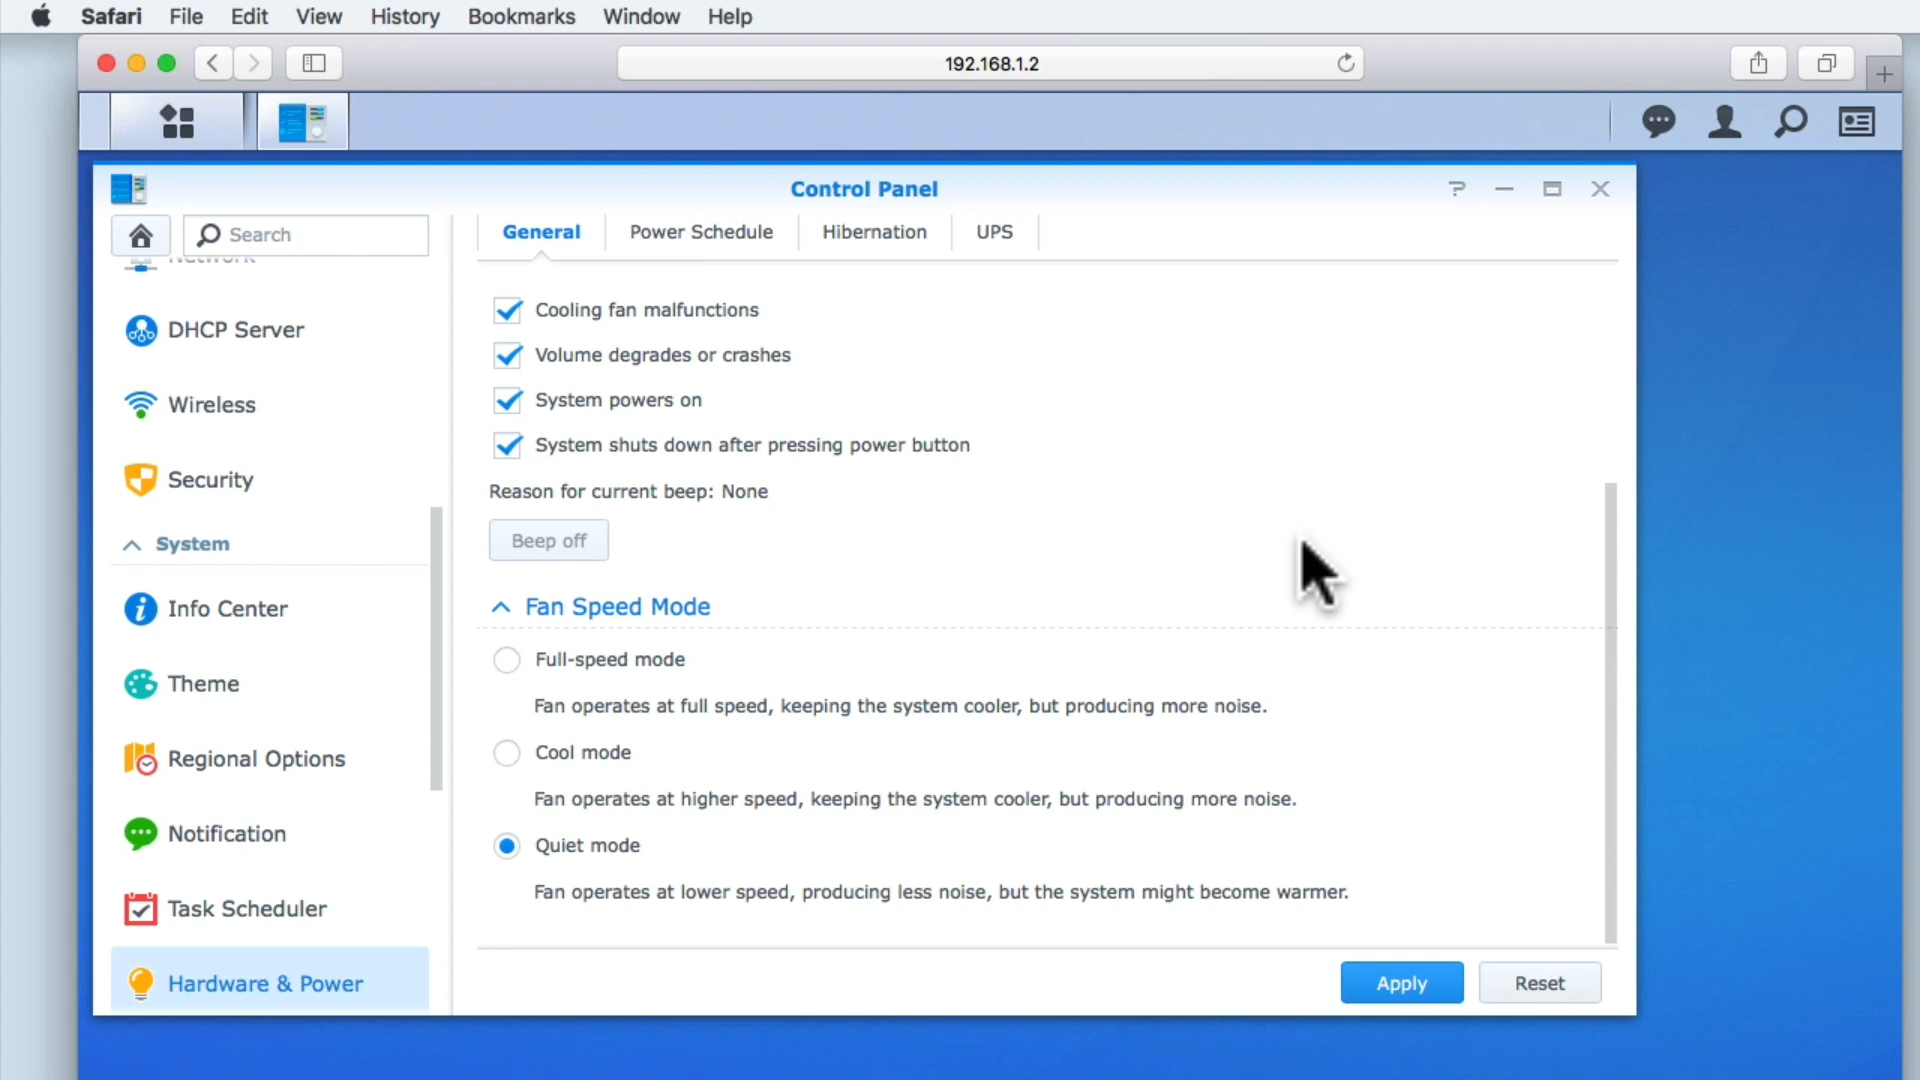 Safari File Edit View History Bookmarks Window Help
192.168.1.2
Control Panel
Search
General Power Schedule Hibernation UPS
Network
DHCP Server
Wireless
Security
System
Info Center
Theme
Regional Options
Notification
Task Scheduler
Hardware & Power
Cooling fan malfunctions
Volume degrades or crashes
System powers on
System shuts down after pressing power button
Reason for current beep: None
Beep off
Fan Speed Mode
Full-speed mode
Fan operates at full speed, keeping the system cooler, but producing more noise.
Cool mode
Fan operates at higher speed, keeping the system cooler, but producing more noise.
Quiet mode
Fan operates at lower speed, producing less noise, but the system might become warmer.
Apply Reset